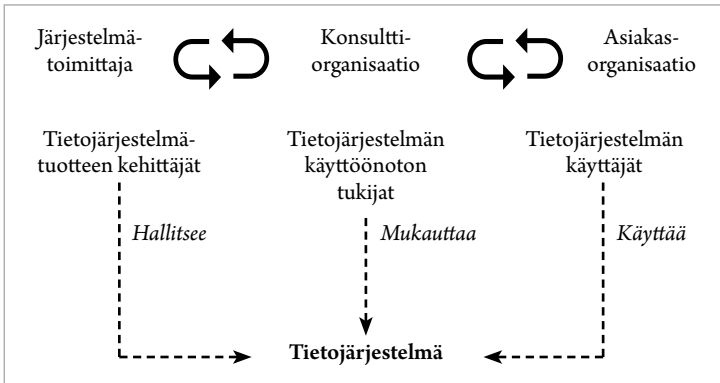 Järjestelmä-
toimittaja
Konsultti-
organisaatio
Asiakas-
organisaatio
Tietojärjestelmä-
tuotteen kehittäjät
Tietojärjestelmän
käyttöönoton
tukijat
Tietojärjestelmän
käyttäjät
Hallitsee
Mukauttaa
Käyttää
Tietojärjestelmä